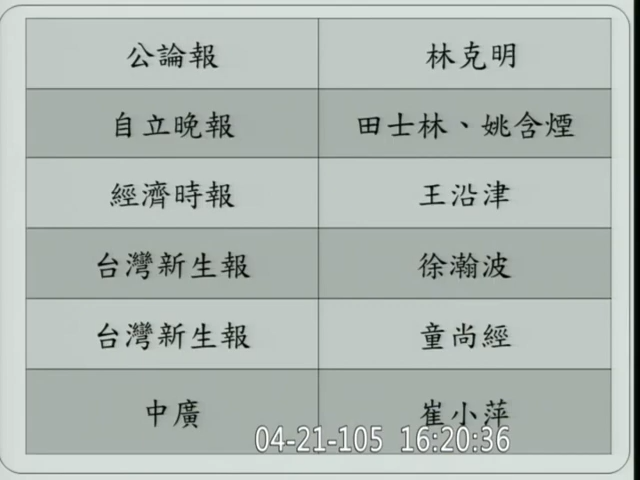 公論報 林克明
自立晚報 田士林、姚含煙
經濟時報 王沿津
台灣新生報 徐瀚波
台灣新生報 童尚經
中廣 崔小萍
04-21-105 16:20:36